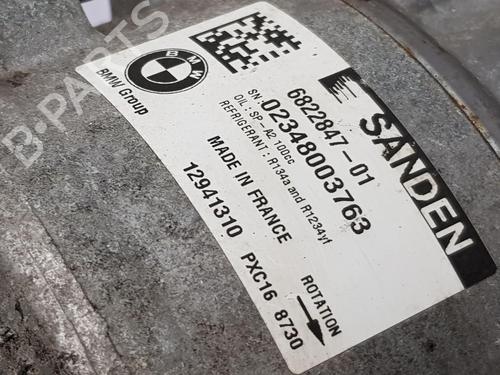 BMW
BMW Group
SANDEN
6822847-01
SN: 02348003763
OIL : SP-A2 100cc
REFRIGERANT : R134a and R1234yf
MADE IN FRANCE
12941310 PXC16 8730
ROTATION
B-PARTS